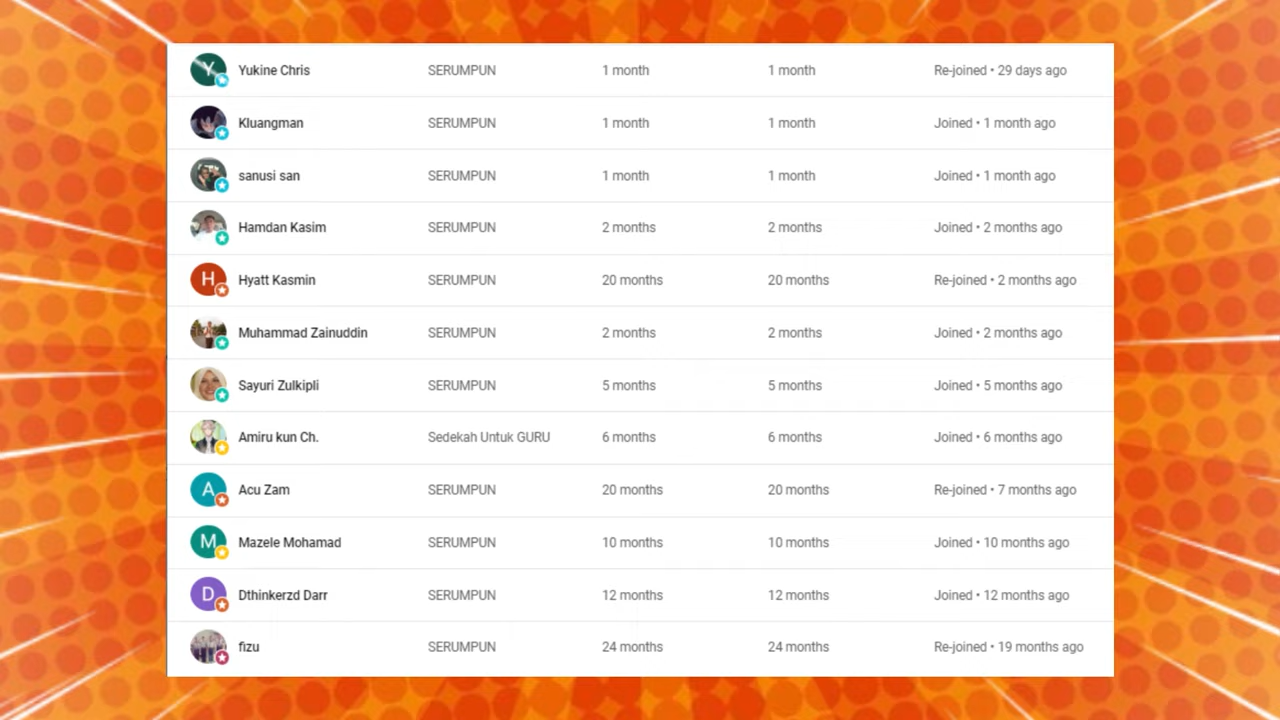 Y Yukine Chris SERUMPUN 1 month 1 month Re-joined • 29 days ago
Kluangman SERUMPUN 1 month 1 month Joined • 1 month ago
sanusi san SERUMPUN 1 month 1 month Joined • 1 month ago
Hamdan Kasim SERUMPUN 2 months 2 months Joined • 2 months ago
H Hyatt Kasmin SERUMPUN 20 months 20 months Re-joined • 2 months ago
Muhammad Zainuddin SERUMPUN 2 months 2 months Joined • 2 months ago
Sayuri Zulkipli SERUMPUN 5 months 5 months Joined • 5 months ago
Amiru kun Ch. Sedekah Untuk GURU 6 months 6 months Joined • 6 months ago
A Acu Zam SERUMPUN 20 months 20 months Re-joined • 7 months ago
M Mazele Mohamad SERUMPUN 10 months 10 months Joined • 10 months ago
D Dthinkerzd Darr SERUMPUN 12 months 12 months Joined • 12 months ago
fizu SERUMPUN 24 months 24 months Re-joined • 19 months ago